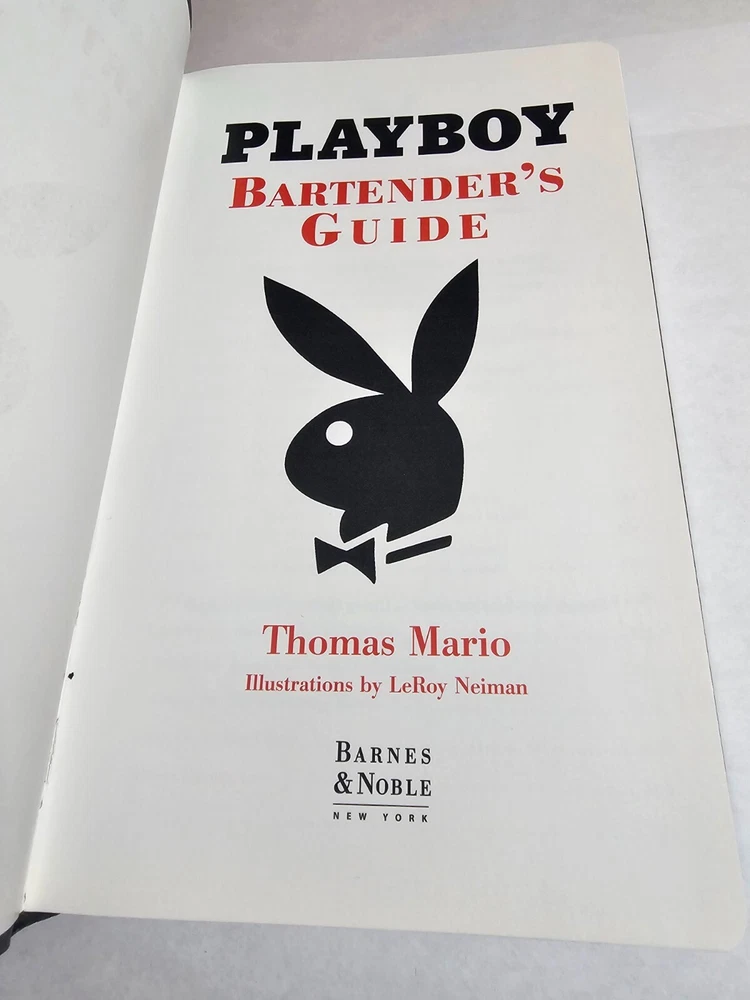 PLAYBOY
BARTENDER'S
GUIDE
Thomas Mario
Illustrations by LeRoy Neiman
BARNES
& NOBLE
NEW YORK